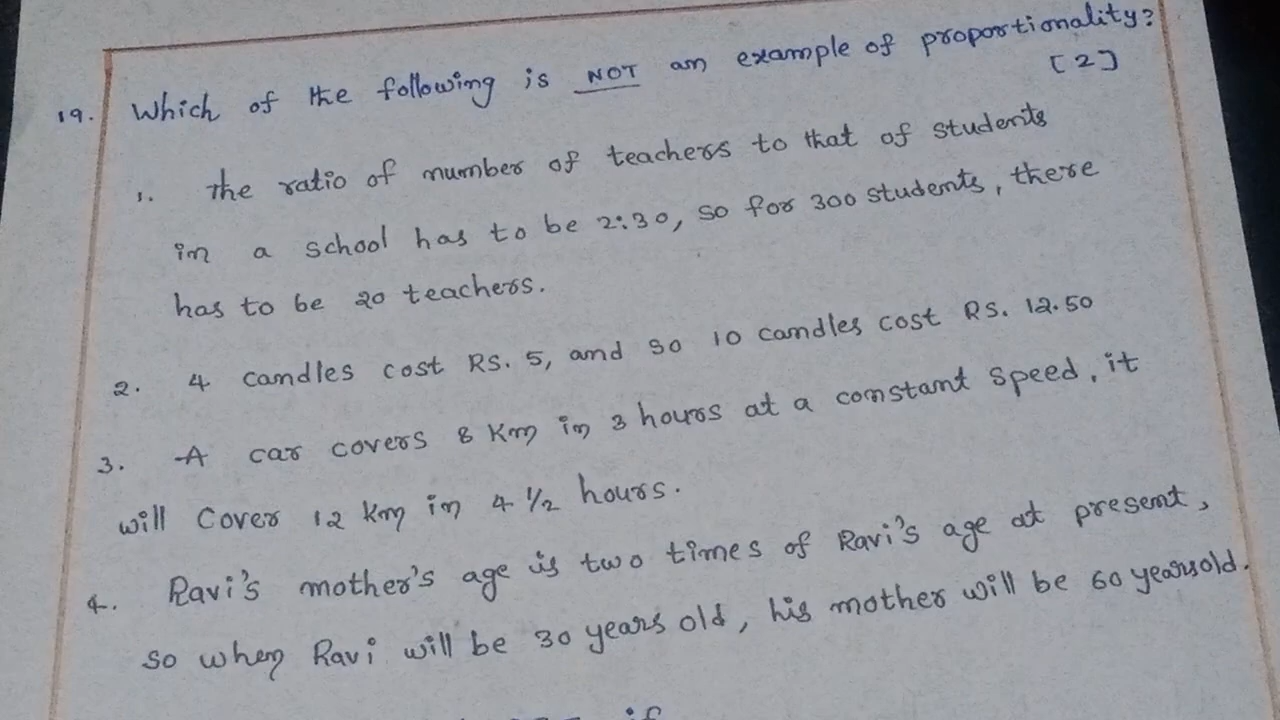 19. Which of the following is NOT an example of proportionality?
[2]
1. The ratio of number of teachers to that of students
in a school has to be 2:30, so for 300 students, there
has to be 20 teachers.
2. 4 candles cost RS. 5, and so 10 candles cost RS. 12.50
3. A car covers 8 Km in 3 hours at a constant speed, it
will cover 12 km in 4 1/2 hours.
4. Ravi's mother's age is two times of Ravi's age at present,
so when Ravi will be 30 years old, his mother will be 60 years old.